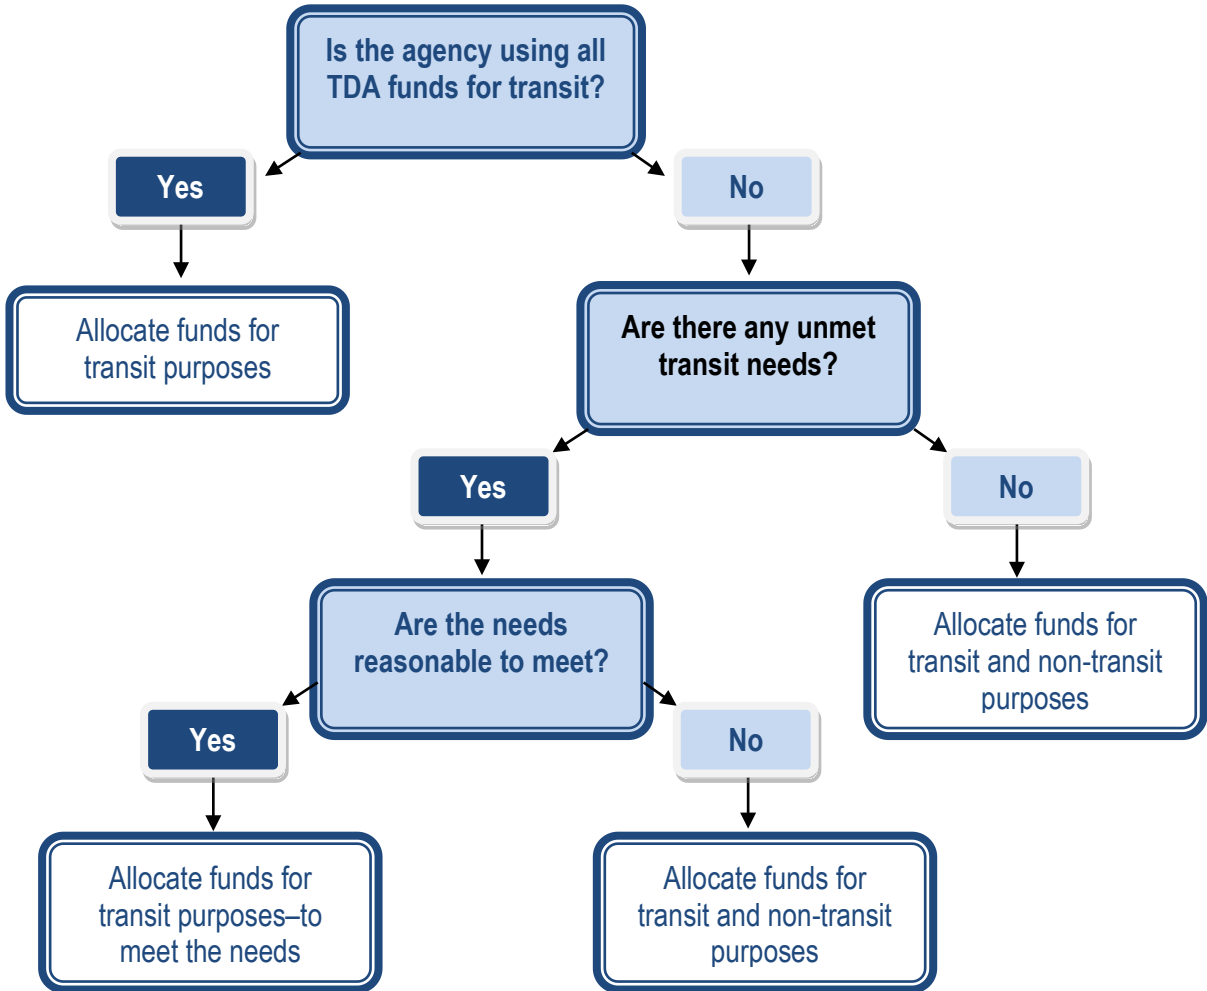 Is the agency using all
TDA funds for transit?
Yes
No
Allocate funds for
transit purposes
Are there any unmet
transit needs?
Yes
No
Are the needs
reasonable to meet?
Allocate funds for
transit and non-transit
purposes
Yes
No
Allocate funds for
transit purposes–to
meet the needs
Allocate funds for
transit and non-transit
purposes